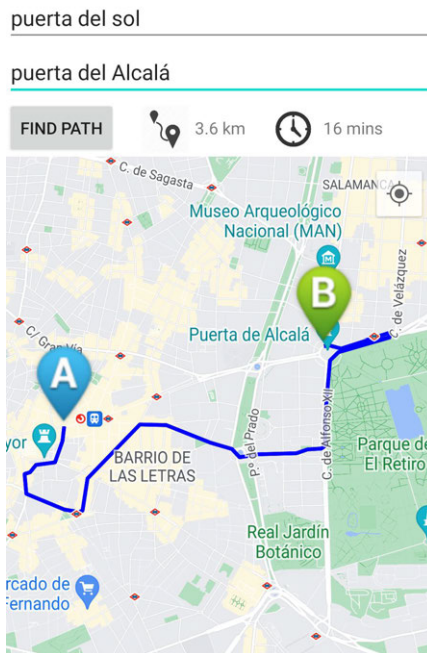 puerta del sol
puerta del Alcalá
FIND PATH
3.6 km
16 mins
C. de Sagasta
SALAMANCA
Museo Arqueológico
Nacional (MAN)
C. de Velázquez
B
Puerta de Alcalá
C/ Gran Vía
A
yor
BARRIO DE
LAS LETRAS
Pº del Prado
C. de Alfonso XII
Parque de
El Retiro
Real Jardín
Botánico
rcado de
Fernando